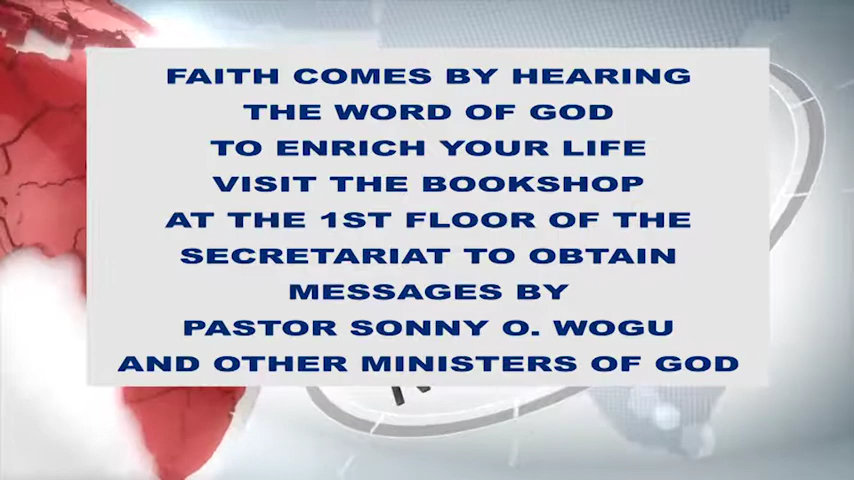 FAITH COMES BY HEARING
THE WORD OF GOD
TO ENRICH YOUR LIFE
VISIT THE BOOKSHOP
AT THE 1ST FLOOR OF THE
SECRETARIAT TO OBTAIN
MESSAGES BY
PASTOR SONNY O. WOGU
AND OTHER MINISTERS OF GOD